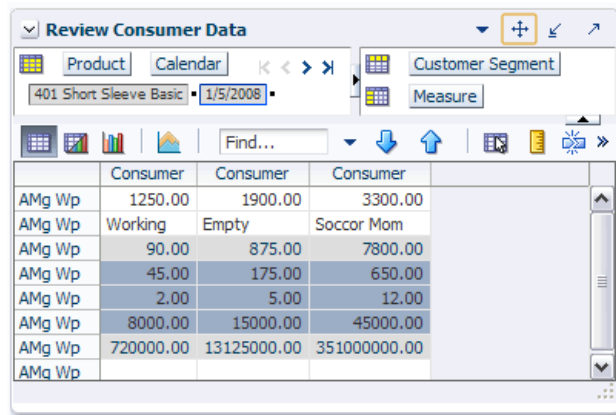 Review Consumer Data
Product Calendar Customer Segment
401 Short Sleeve Basic 1/5/2008 Measure
Find...
Consumer Consumer Consumer
AMg Wp 1250.00 1900.00 3300.00
AMg Wp Working Empty Soccor Mom
AMg Wp 90.00 875.00 7800.00
AMg Wp 45.00 175.00 650.00
AMg Wp 2.00 5.00 12.00
AMg Wp 8000.00 15000.00 45000.00
AMg Wp 720000.00 13125000.00 351000000.00
AMg Wp